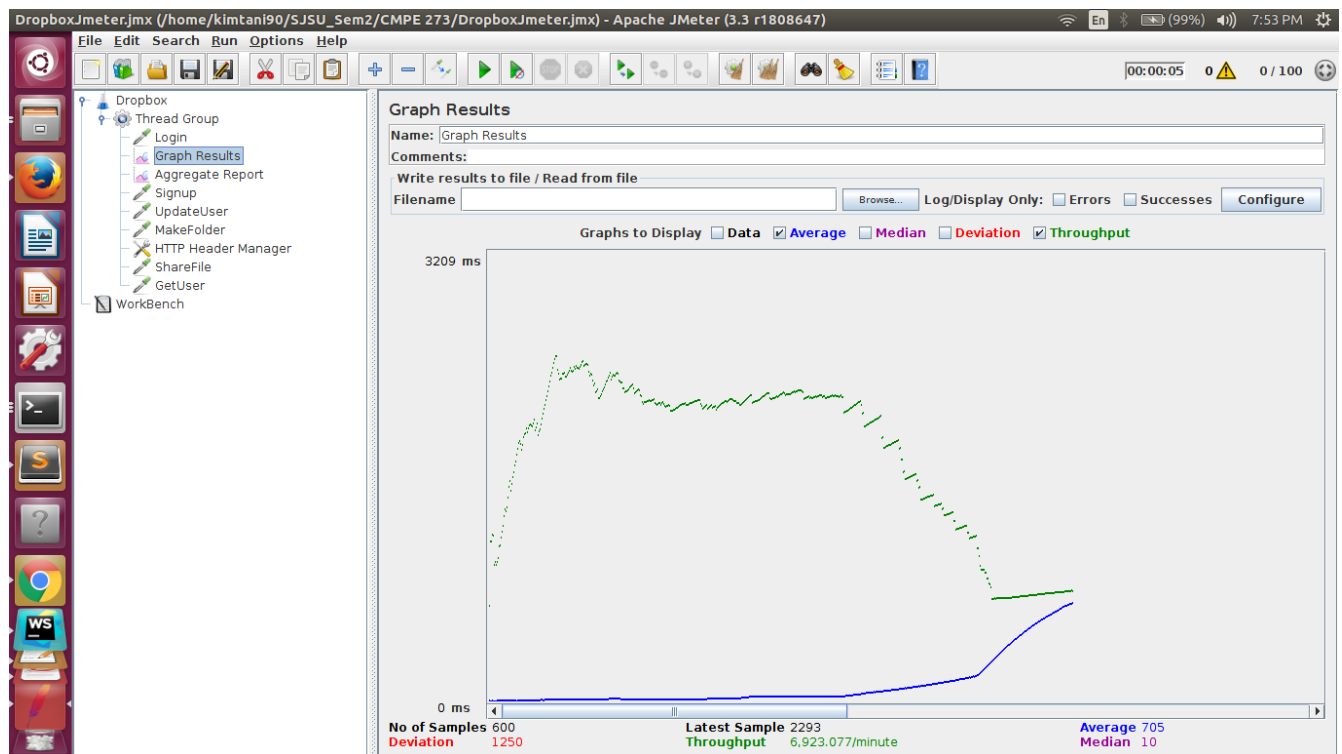 DropboxJmeter.jmx (/home/kimtani90/SJSU_Sem2/CMPE 273/DropboxJmeter.jmx) - Apache JMeter (3.3 r1808647) En (99%) 7:53 PM
File Edit Search Run Options Help
00:00:05 0 0 / 100
Dropbox
Thread Group
Login
Graph Results
Aggregate Report
Signup
UpdateUser
MakeFolder
HTTP Header Manager
ShareFile
GetUser
WorkBench
Graph Results
Name: Graph Results
Comments:
Write results to file / Read from file
Filename Browse... Log/Display Only: Errors Successes Configure
Graphs to Display Data Average Median Deviation Throughput
3209 ms
0 ms
No of Samples 600 Latest Sample 2293 Average 705
Deviation 1250 Throughput 6,923.077/minute Median 10
>_
S
?
WS